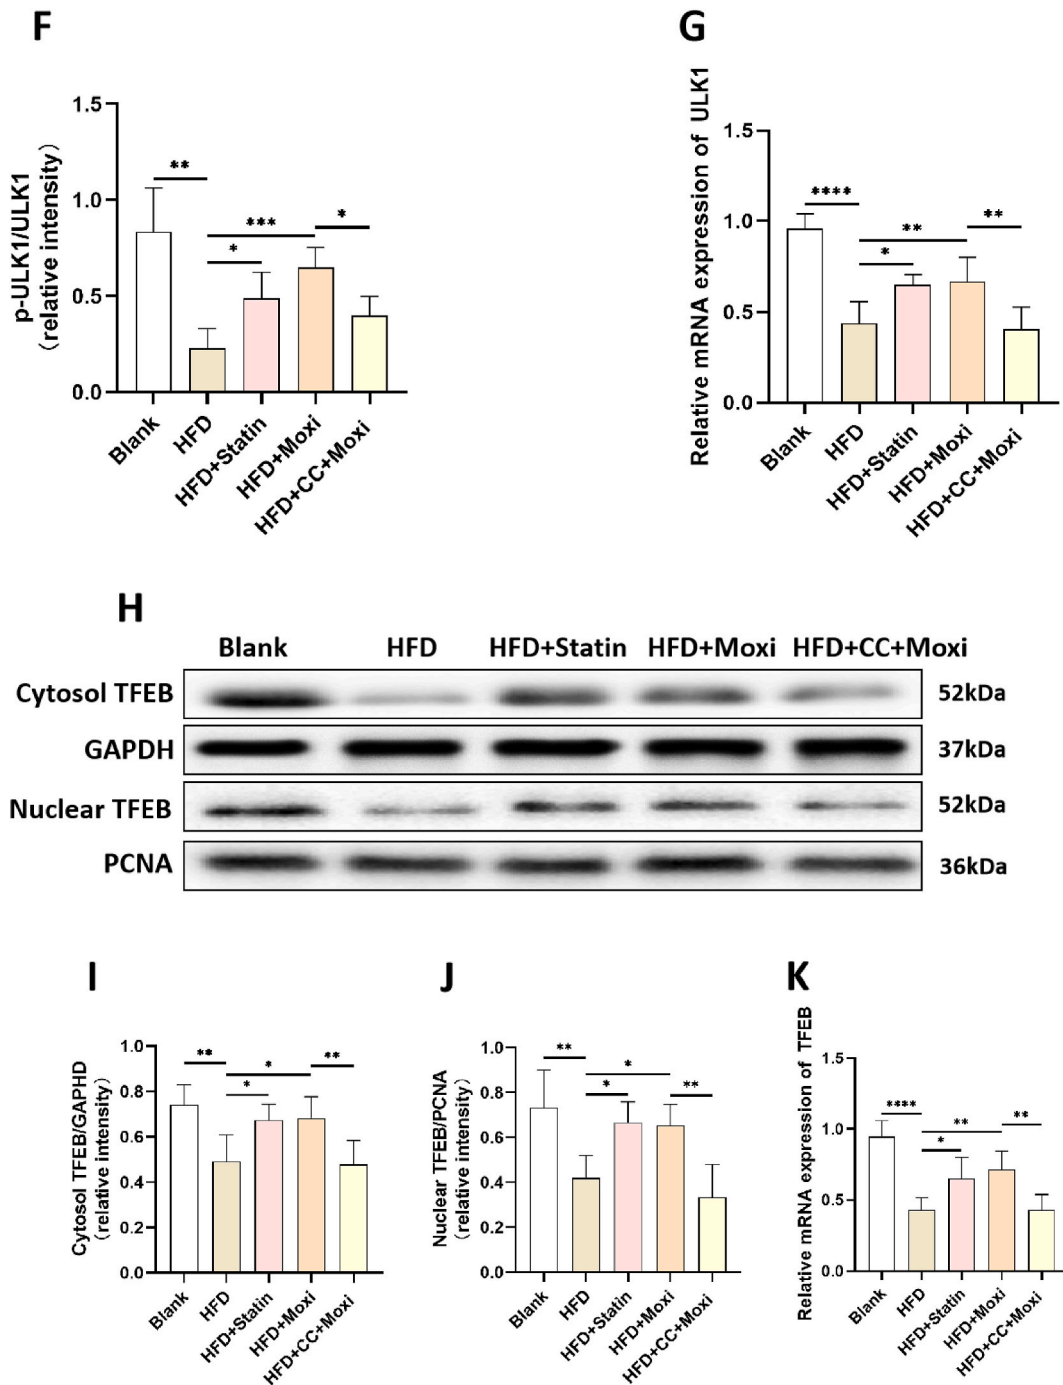 F
p-ULK1/ULK1
（relative intensity）
1.5
1.0
0.5
0.0
**
***
*
*
Blank
HFD
HFD+Statin
HFD+Moxi
HFD+CC+Moxi
G
Relative mRNA expression of ULK1
1.5
1.0
0.5
0.0
****
**
**
*
Blank
HFD
HFD+Statin
HFD+Moxi
HFD+CC+Moxi
H
Blank HFD HFD+Statin HFD+Moxi HFD+CC+Moxi
Cytosol TFEB 52kDa
GAPDH 37kDa
Nuclear TFEB 52kDa
PCNA 36kDa
I
Cytosol TFEB/GAPHD
（relative intensity）
1.0
0.8
0.6
0.4
0.2
0.0
**
*
**
*
Blank
HFD
HFD+Statin
HFD+Moxi
HFD+CC+Moxi
J
Nuclear TFEB/PCNA
（relative intensity）
1.0
0.8
0.6
0.4
0.2
0.0
**
*
**
*
Blank
HFD
HFD+Statin
HFD+Moxi
HFD+CC+Moxi
K
Relative mRNA expression of TFEB
1.5
1.0
0.5
0.0
****
**
**
*
Blank
HFD
HFD+Statin
HFD+Moxi
HFD+CC+Moxi